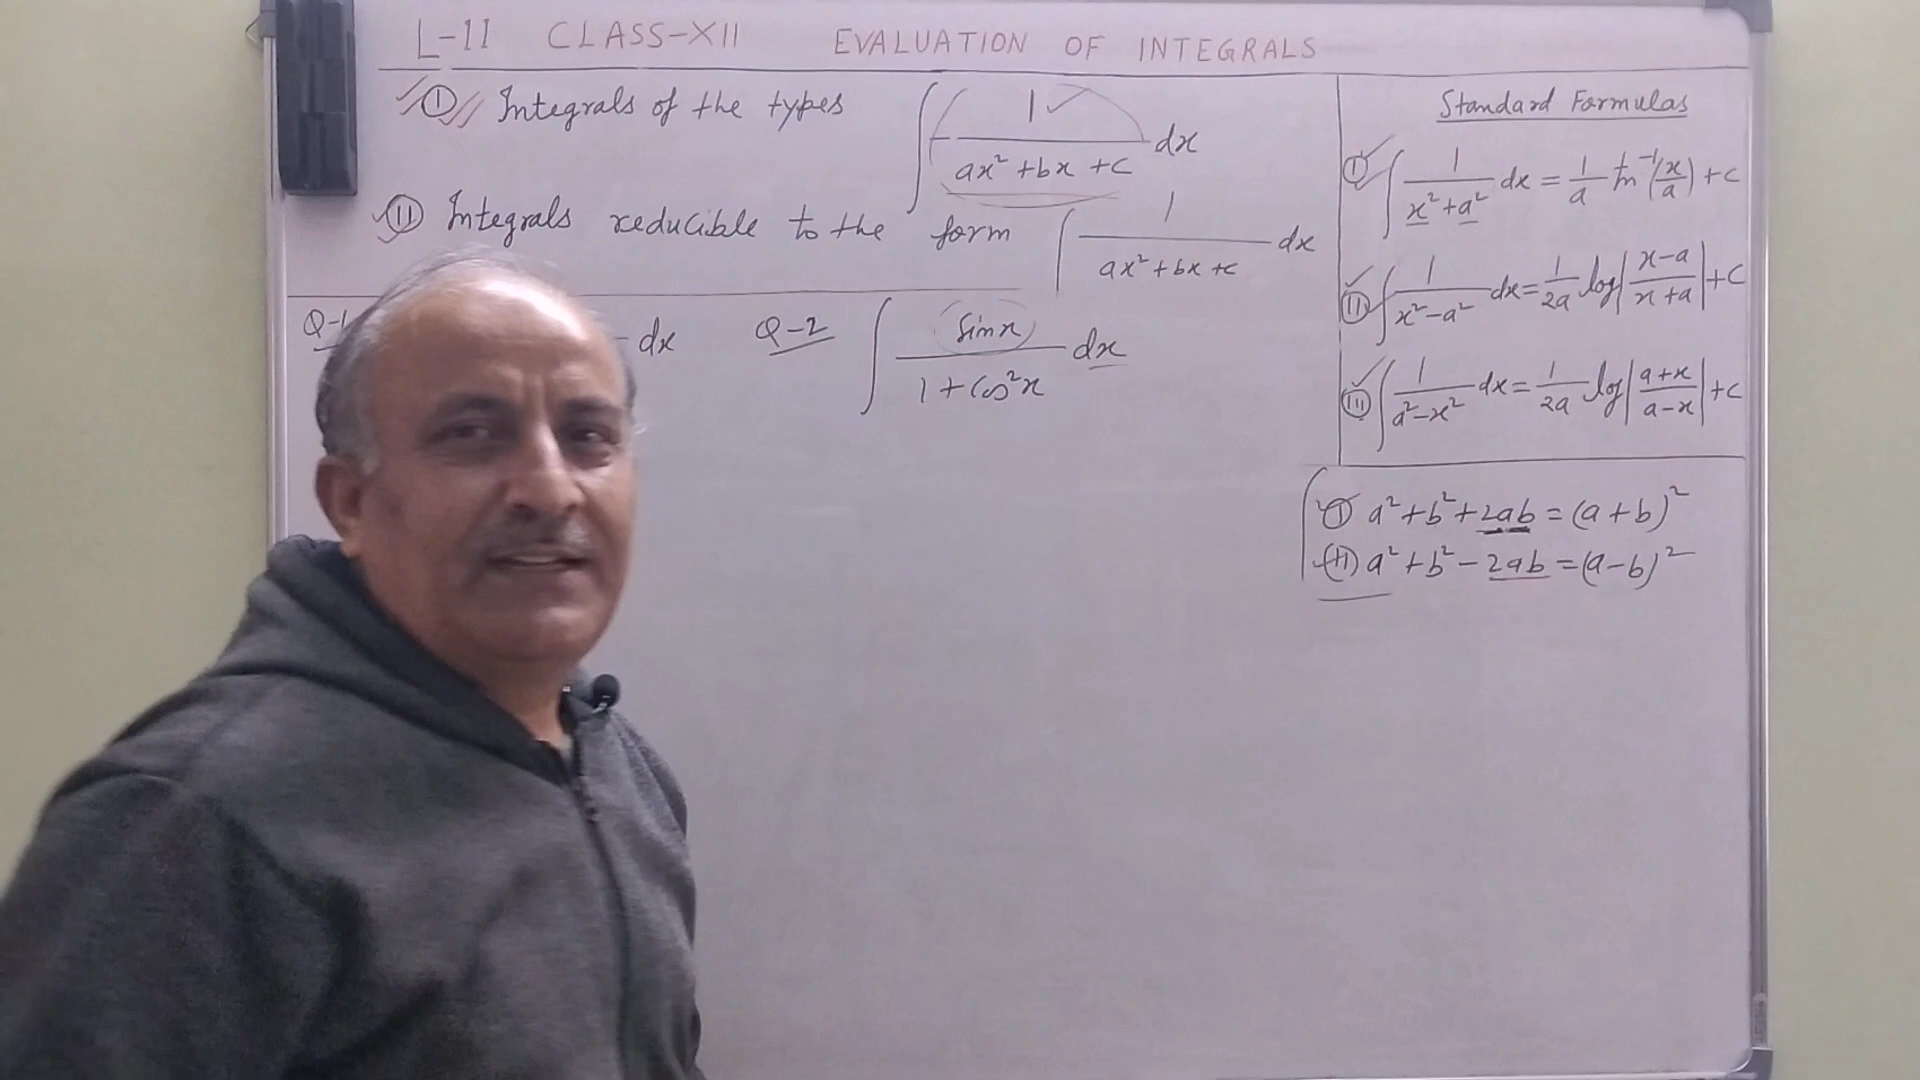 L-11 CLASS-XII EVALUATION OF INTEGRALS
Ⓘ Integrals of the types ∫ 1/(ax²+bx+c) dx
Ⓘⓘ Integrals reducible to the form ∫ 1/(ax²+bx+c) dx
Q-1 dx
Q-2 ∫ Sinx/(1+Cos²x) dx
Standard Formulas
Ⓘ ∫ 1/(x²+a²) dx = 1/a tan⁻¹(x/a) + c
(II) ∫ 1/(x²-a²) dx = 1/2a log|(x-a)/(x+a)| + c
(III) ∫ 1/(a²-x²) dx = 1/2a log|(a+x)/(a-x)| + c
(I) a²+b²+2ab = (a+b)²
(II) a²+b²-2ab = (a-b)²